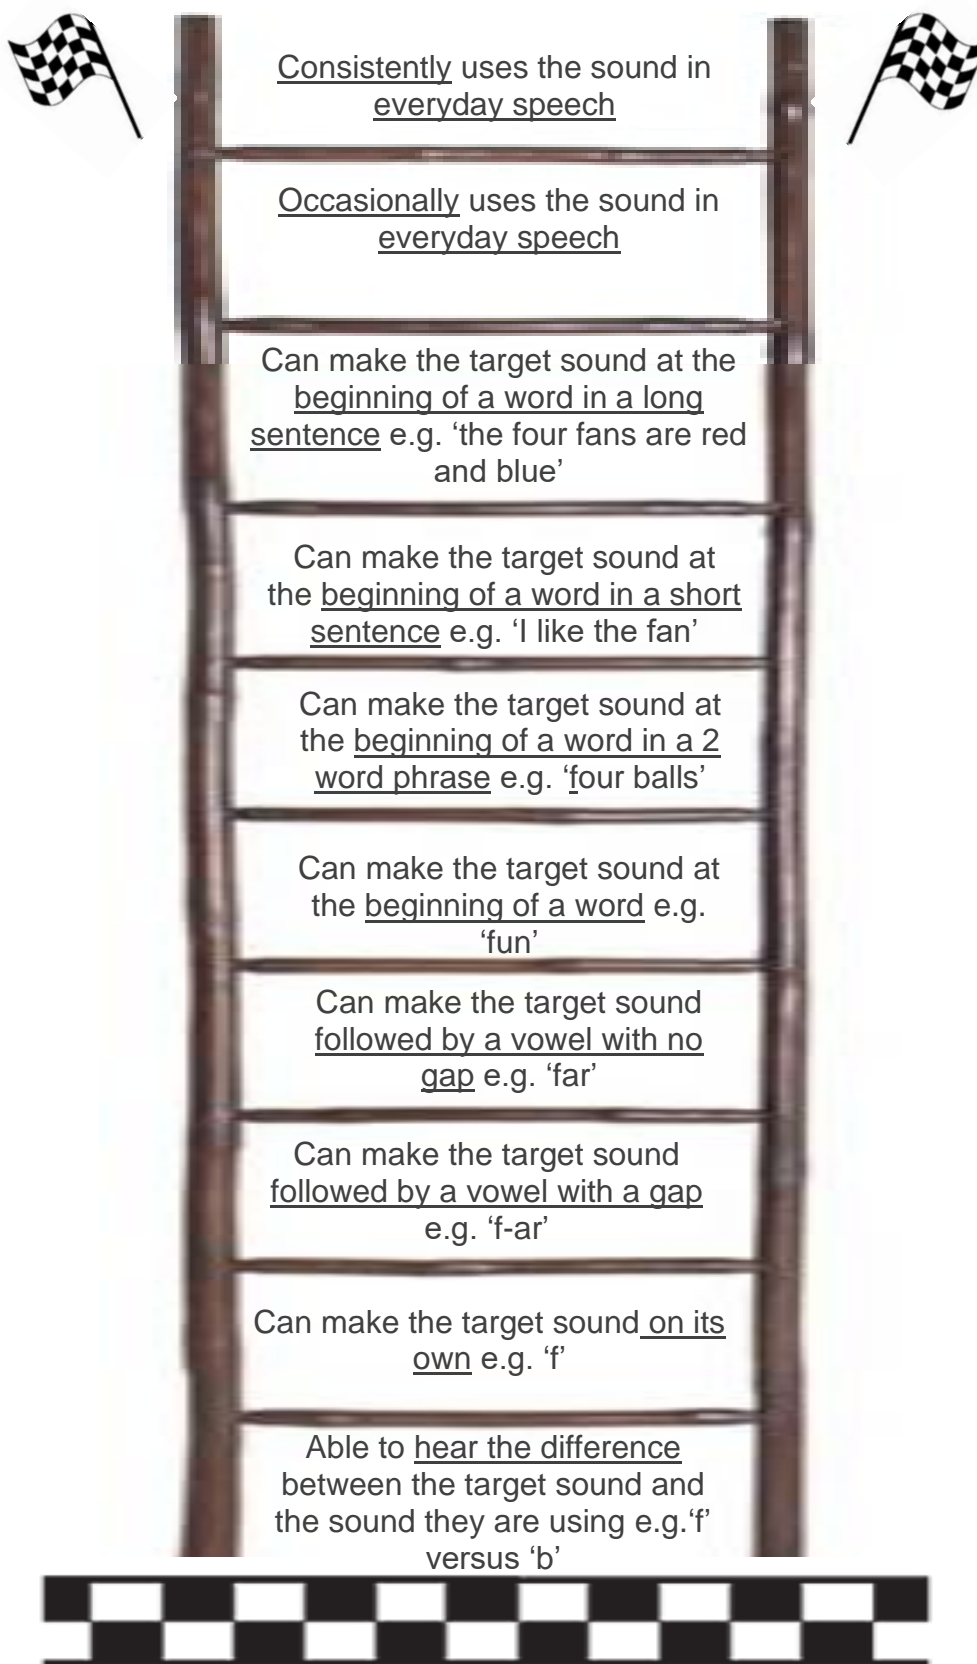 Consistently uses the sound in
everyday speech
Occasionally uses the sound in
everyday speech
Can make the target sound at the
beginning of a word in a long
sentence e.g. ‘the four fans are red
and blue’
Can make the target sound at
the beginning of a word in a short
sentence e.g. ‘I like the fan’
Can make the target sound at
the beginning of a word in a 2
word phrase e.g. ‘four balls’
Can make the target sound at
the beginning of a word e.g.
‘fun’
Can make the target sound
followed by a vowel with no
gap e.g. ‘far’
Can make the target sound
followed by a vowel with a gap
e.g. ‘f-ar’
Can make the target sound on its
own e.g. ‘f’
Able to hear the difference
between the target sound and
the sound they are using e.g.‘f’
versus ‘b’